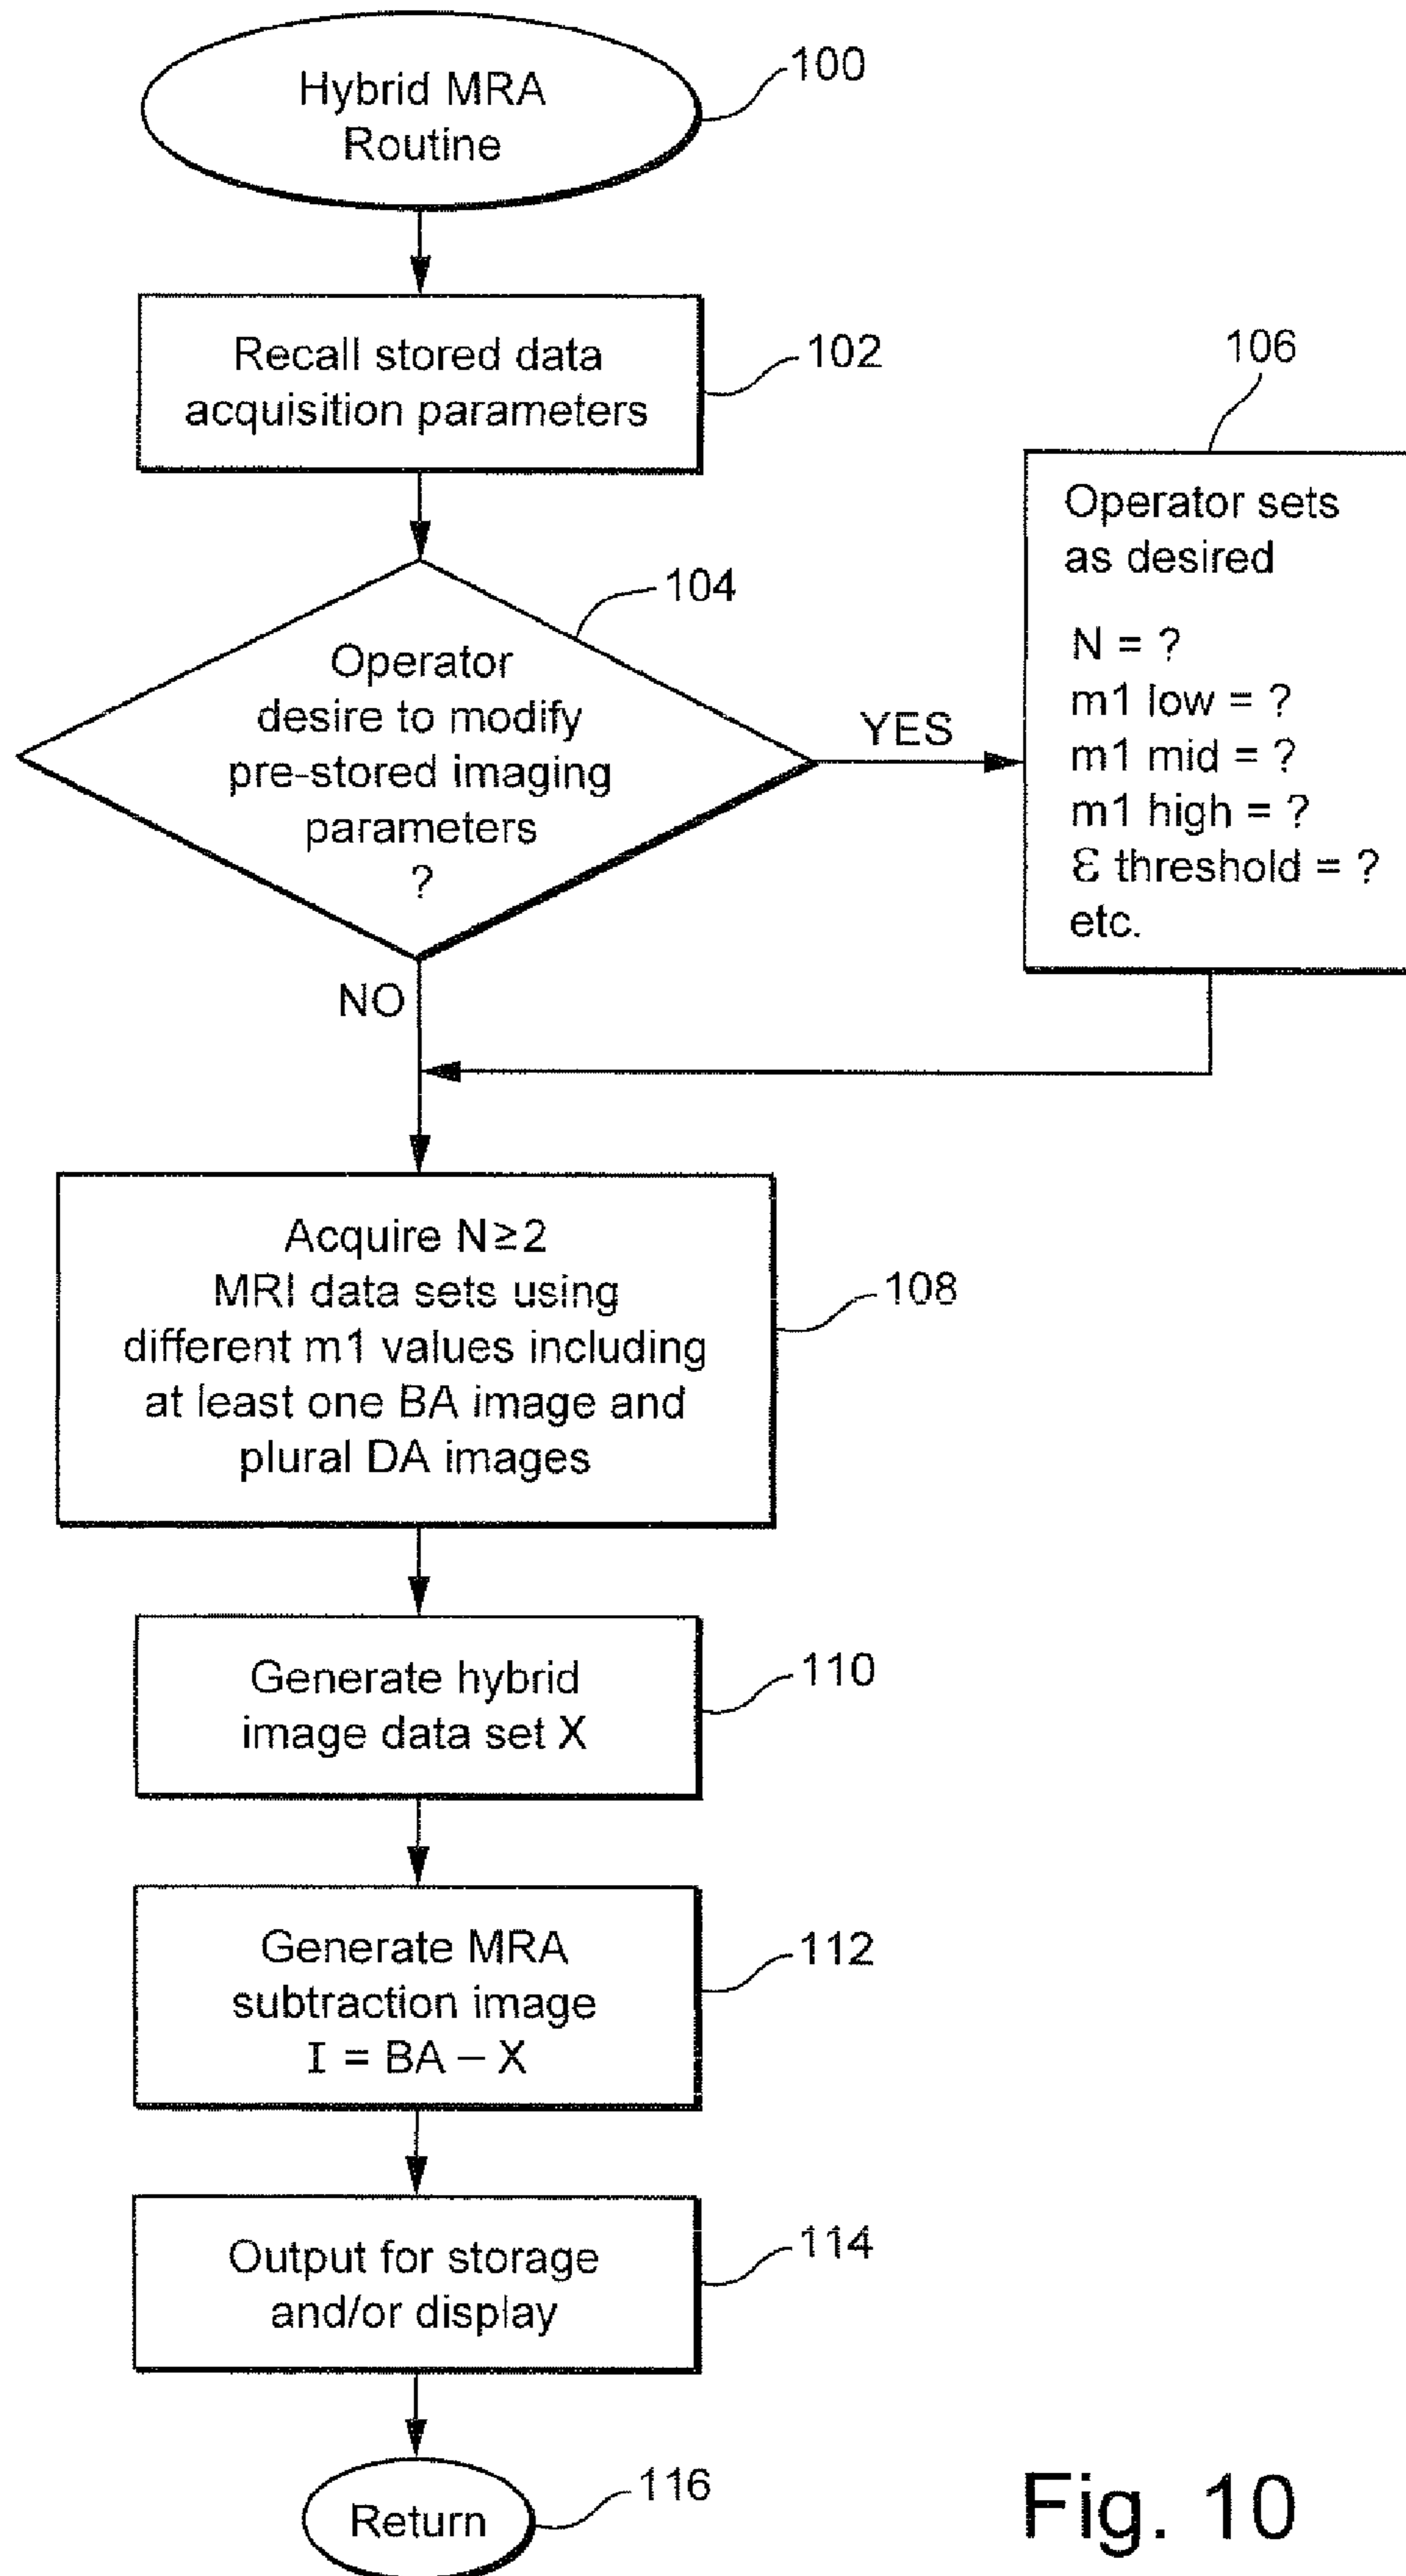 Hybrid MRA
Routine
100
Recall stored data
acquisition parameters
102
Operator
desire to modify
pre-stored imaging
parameters
?
104
YES
NO
106
Operator sets
as desired
N = ?
m1 low = ?
m1 mid = ?
m1 high = ?
ε threshold = ?
etc.
Acquire N≥2
MRI data sets using
different m1 values including
at least one BA image and
plural DA images
108
Generate hybrid
image data set X
110
Generate MRA
subtraction image
I = BA – X
112
Output for storage
and/or display
114
Return
116
Fig. 10